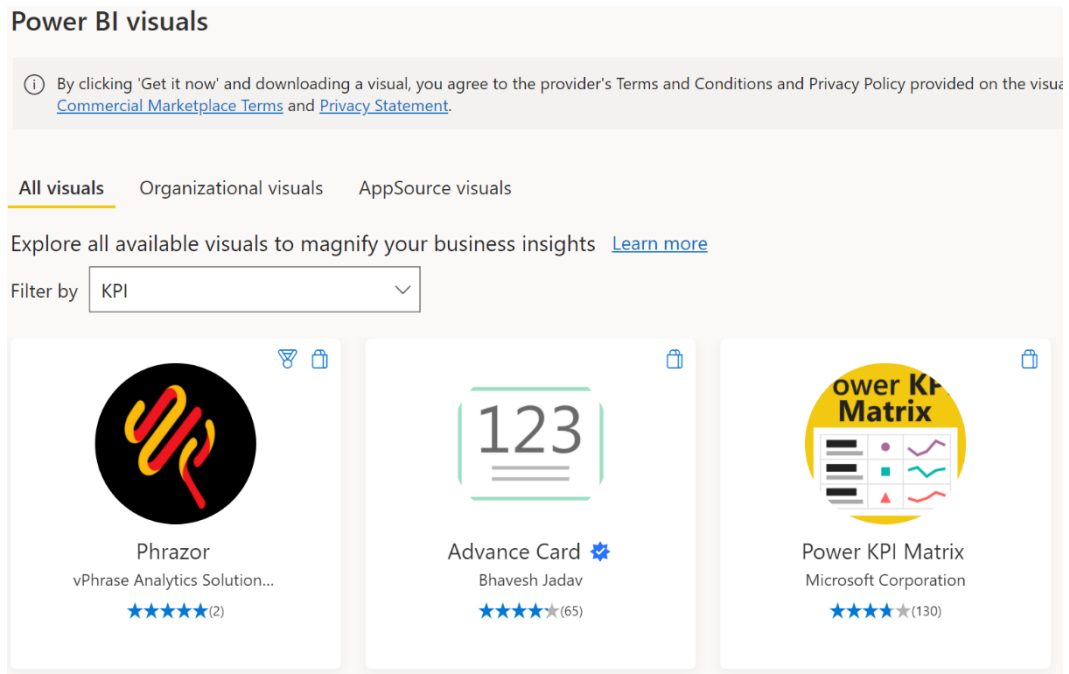 Power BI visuals
By clicking 'Get it now' and downloading a visual, you agree to the provider's Terms and Conditions and Privacy Policy provided on the
Commercial Marketplace Terms and Privacy Statement.
All visuals Organizational visuals AppSource visuals
Explore all available visuals to magnify your business insights Learn more
Filter by KPI
ower
Matrix
123
Phrazor Advance Card Power KPI Matrix
vPhrase Analytics Solution... Bhavesh Jadav Microsoft Corporation
(2) (65) (130)